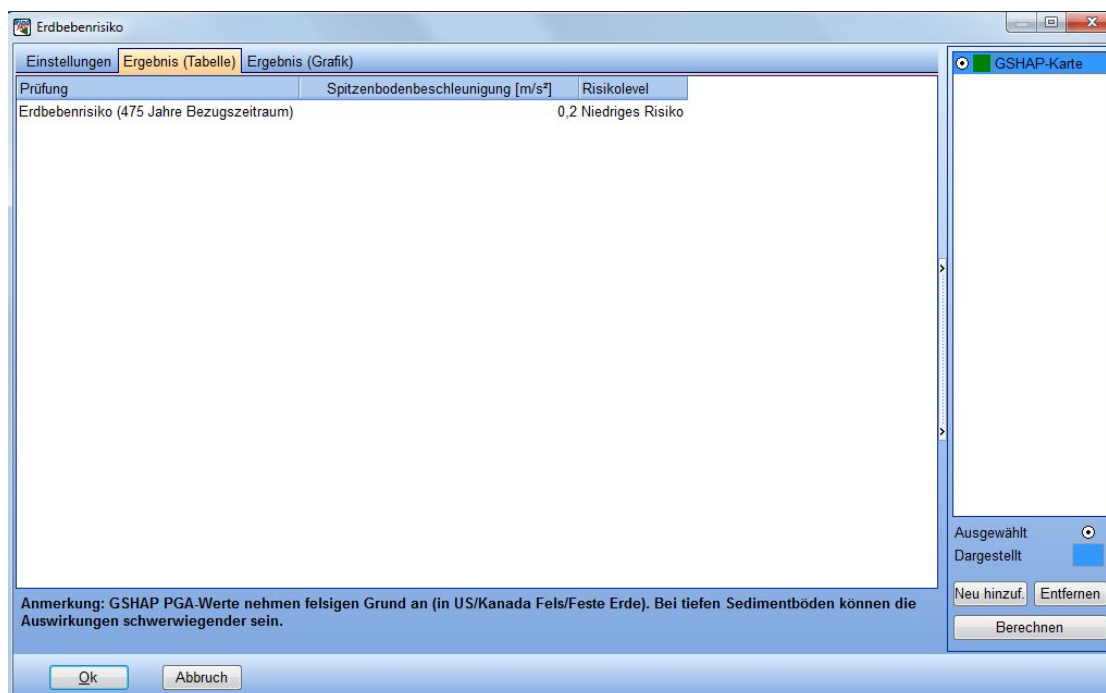 Erdbebenrisiko
Einstellungen Ergebnis (Tabelle) Ergebnis (Grafik)
Prüfung Spitzenbodenbeschleunigung [m/s²] Risikolevel
Erdbebenrisiko (475 Jahre Bezugszeitraum) 0,2 Niedriges Risiko
GSHAP-Karte
Ausgewählt
Dargestellt
Neu hinzuf. Entfernen
Berechnen
Anmerkung: GSHAP PGA-Werte nehmen felsigen Grund an (in US/Kanada Fels/Feste Erde). Bei tiefen Sedimentböden können die
Auswirkungen schwerwiegender sein.
Ok Abbruch